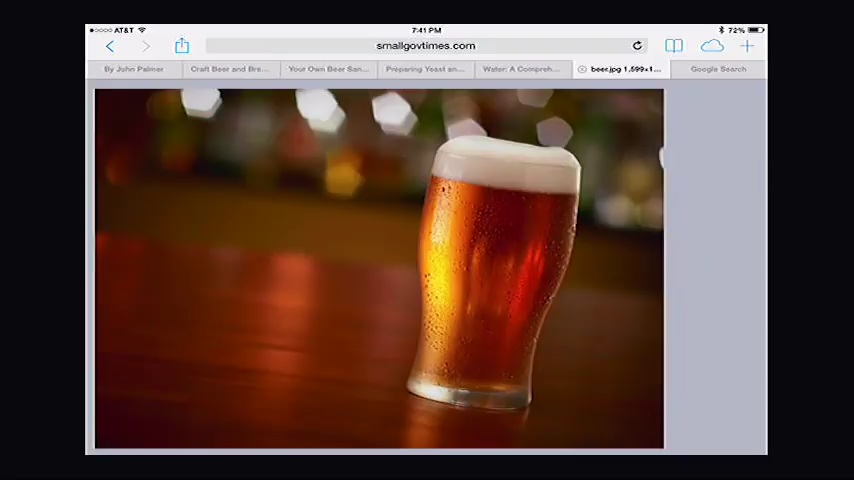 AT&T 7:41 PM 72%
smallgovtimes.com
By John Palmer Craft Beer and Bre... Your Own Beer San... Preparing Yeast an... Water: A Compreh... beer.jpg 1,599×1... Google Search